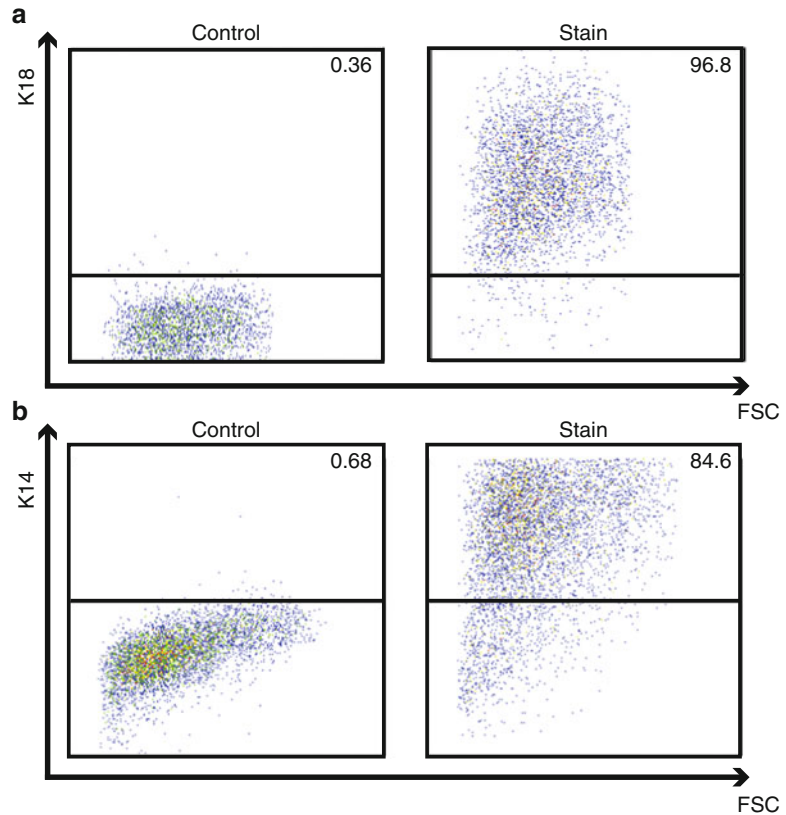 a
Control
Stain
K18
0.36
96.8
FSC
b
Control
Stain
K14
0.68
84.6
FSC